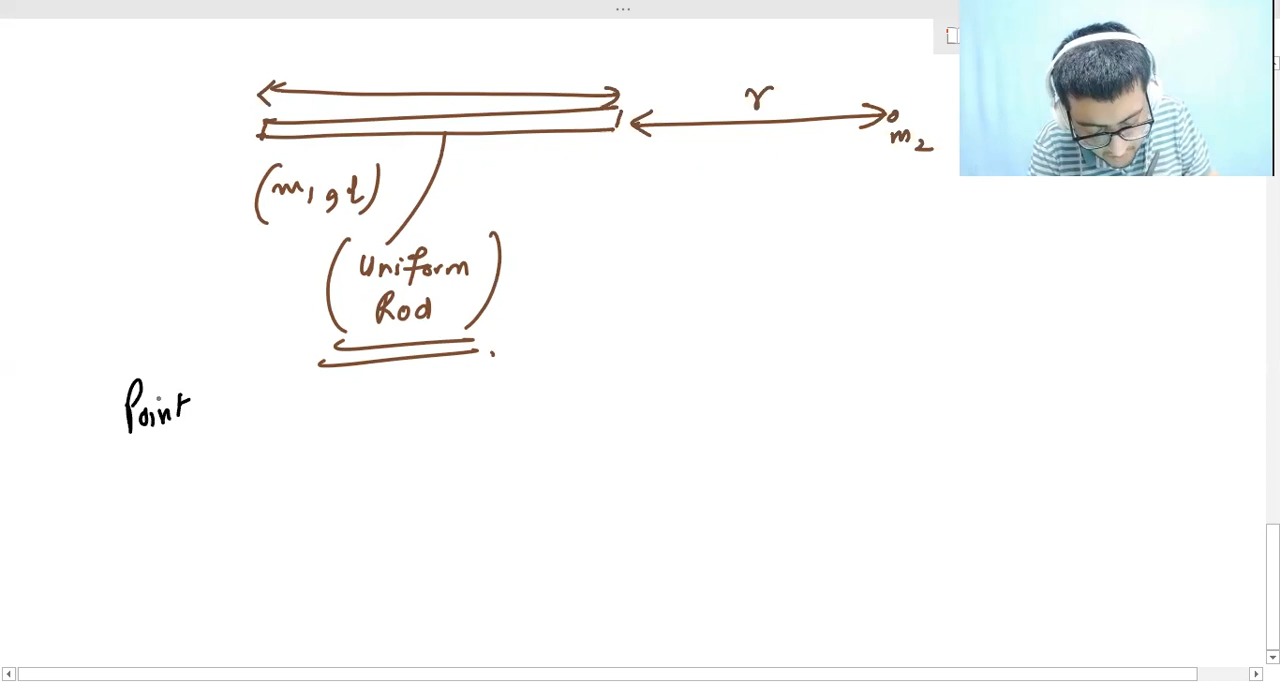 r
m2
(m1, l)
(Uniform
Rod)
Point